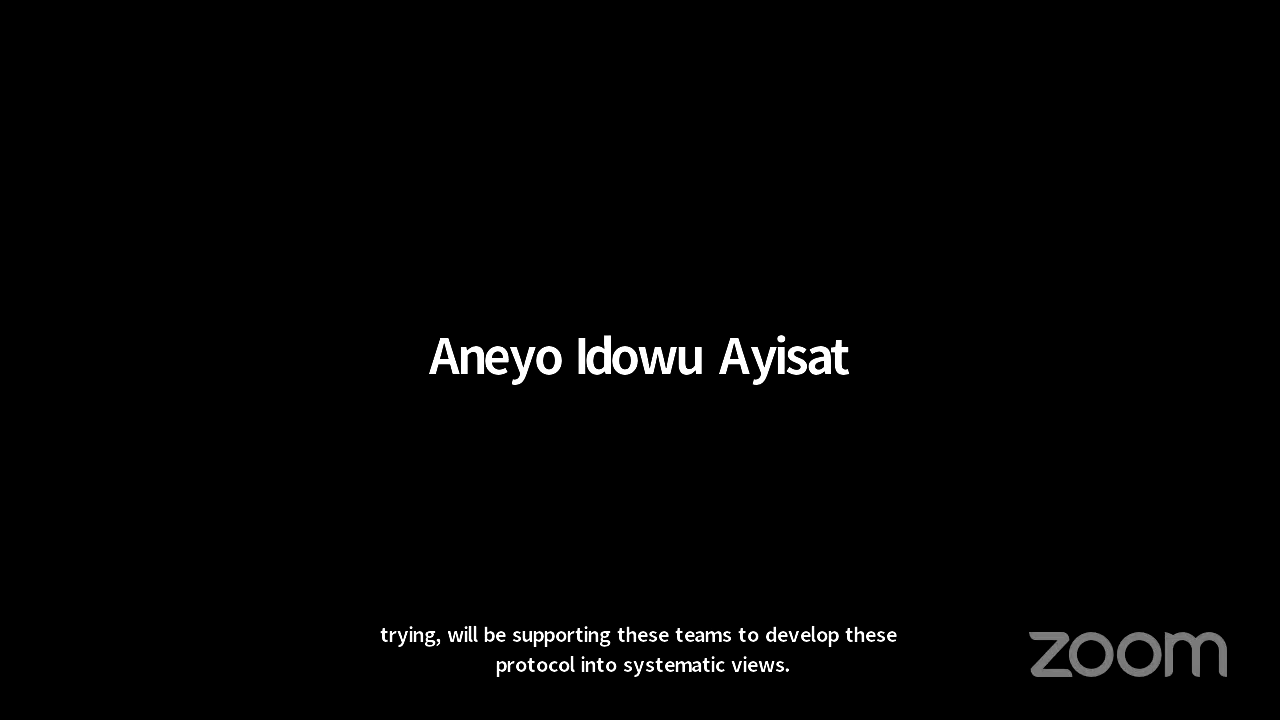 Aneyo Idowu Ayisat
trying, will be supporting these teams to develop these
protocol into systematic views.
zoom